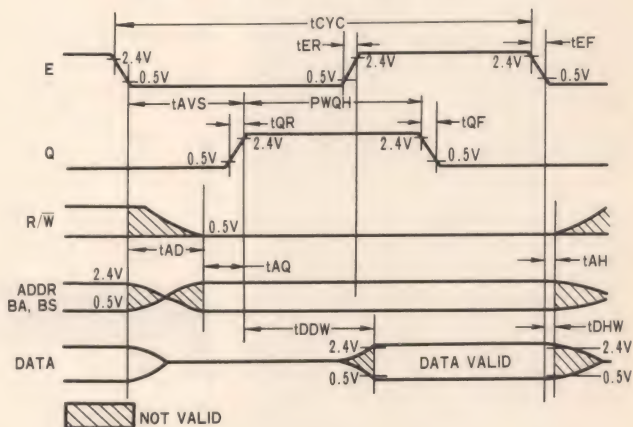 tCYC
tER
tEF
E
2.4V
0.5V
2.4V
0.5V
2.4V
0.5V
tAVS
PWQH
tQR
tQF
Q
0.5V
2.4V
2.4V
0.5V
R/W̅
0.5V
tAD
tAQ
tAH
ADDR
BA, BS
2.4V
0.5V
tDDW
tDHW
DATA
2.4V
0.5V
DATA VALID
2.4V
0.5V
NOT VALID